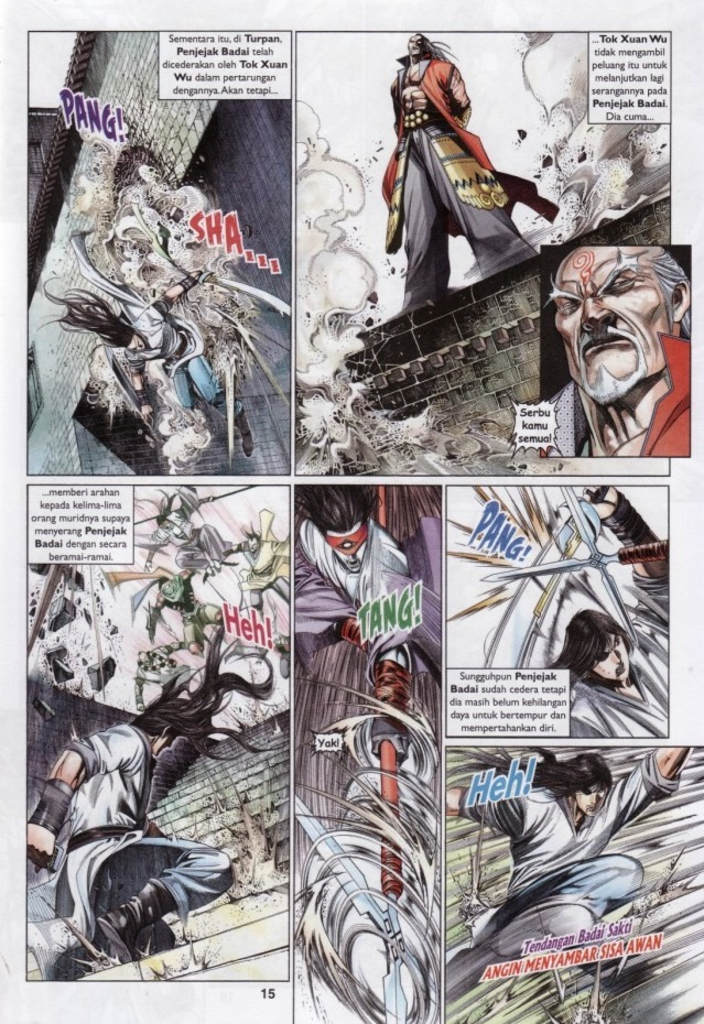 Sementara itu, di Turpan,
Penjejak Badai telah
dicederakan oleh Tok Xuan
Wu dalam pertarungan
dengannya. Akan tetapi...
PANG!
SHA...
...Tok Xuan Wu
tidak mengambil
peluang itu untuk
melanjutkan lagi
serangannya pada
Penjejak Badai.
Dia cuma...
Serbu
kamu
semua!
...memberi arahan
kepada kelima-lima
orang muridnya supaya
menyerang Penjejak
Badai dengan secara
beramai-ramai.
Heh!
TANG!
Yaki
PANG!
Sungguhpun Penjejak
Badai sudah cedera tetapi
dia masih belum kehilangan
daya untuk bertempur dan
mempertahankan diri.
Heh!
Tendangan Badai Sakti
ANGIN MENYAMBAR SISA AWAN
15